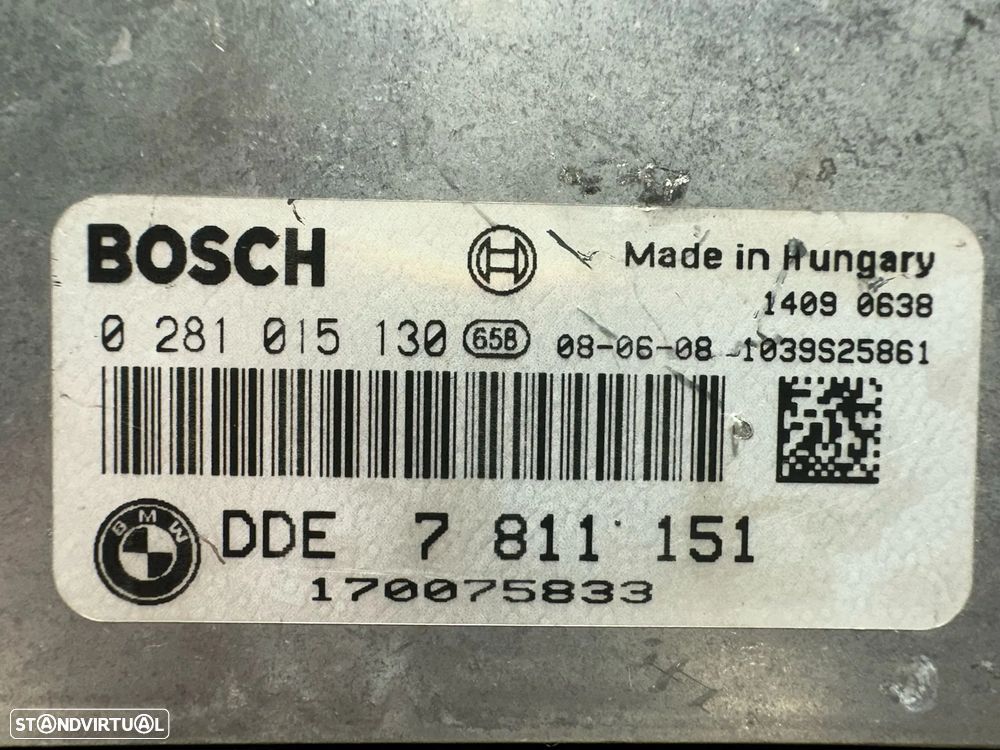 BOSCH
Made in Hungary
1409 0638
0 281 015 130 658 08-06-08 1039S25861
BMW
DDE 7 811 151
170075833
STANDVIRTUAL